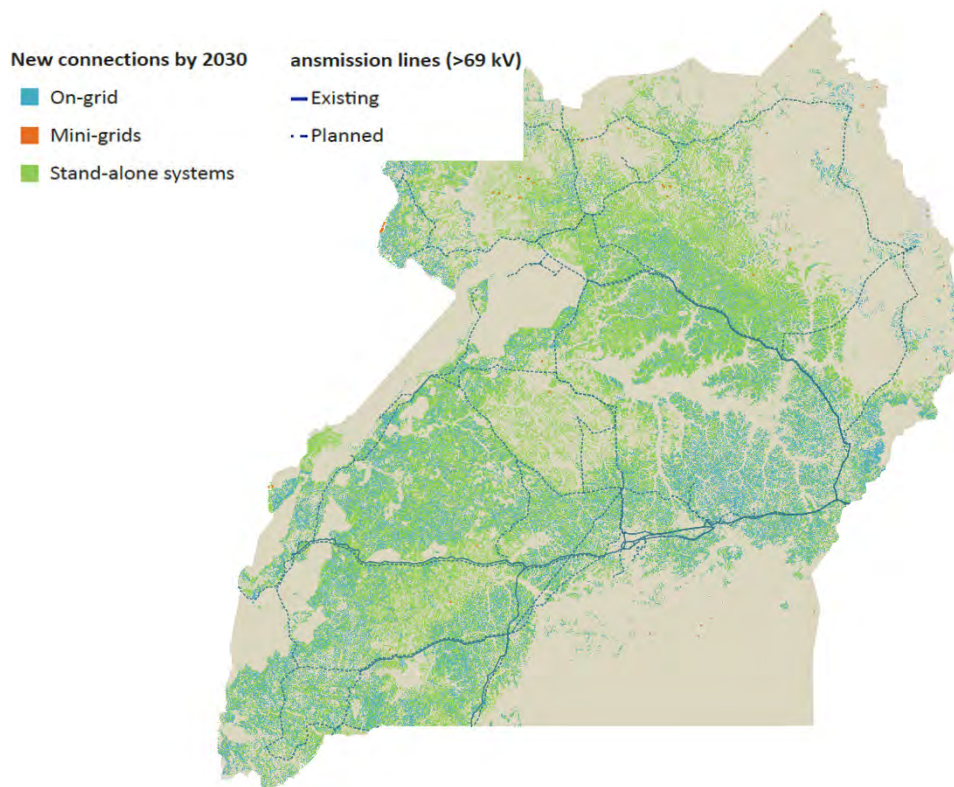 New connections by 2030
On-grid
Mini-grids
Stand-alone systems
ansmission lines (>69 kV)
Existing
Planned